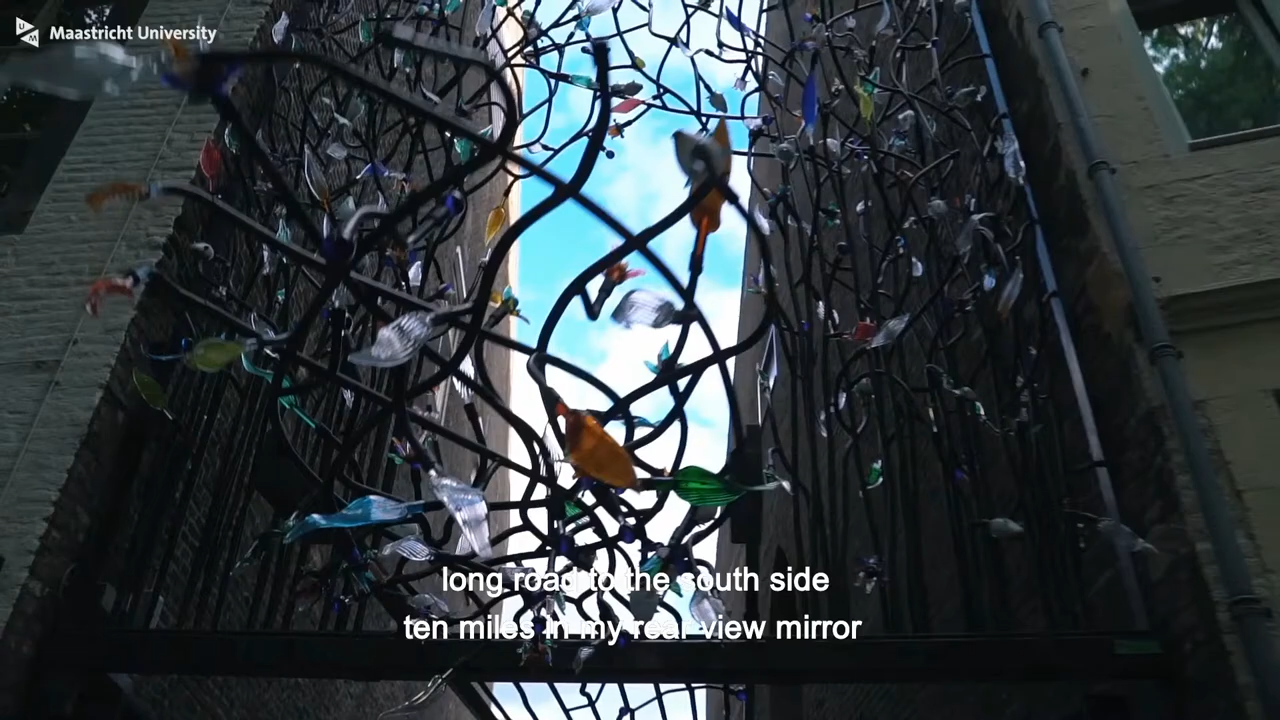 Maastricht University
long road to the south side
ten miles in my rear view mirror